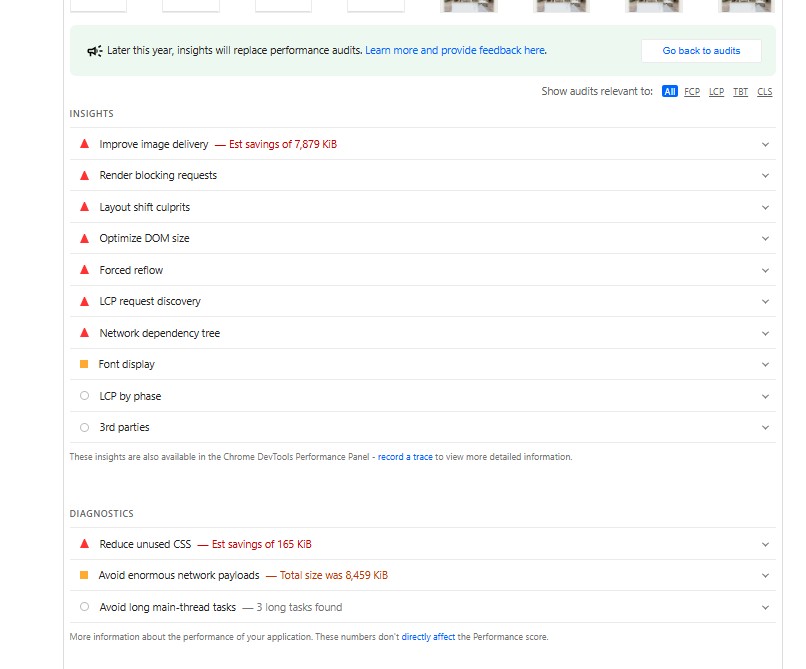 Later this year, insights will replace performance audits. Learn more and provide feedback here.
Go back to audits
Show audits relevant to: All FCP LCP TBT CLS
INSIGHTS
Improve image delivery — Est savings of 7,879 KiB
Render blocking requests
Layout shift culprits
Optimize DOM size
Forced reflow
LCP request discovery
Network dependency tree
Font display
LCP by phase
3rd parties
These insights are also available in the Chrome DevTools Performance Panel - record a trace to view more detailed information.
DIAGNOSTICS
Reduce unused CSS — Est savings of 165 KiB
Avoid enormous network payloads — Total size was 8,459 KiB
Avoid long main-thread tasks — 3 long tasks found
More information about the performance of your application. These numbers don't directly affect the Performance score.